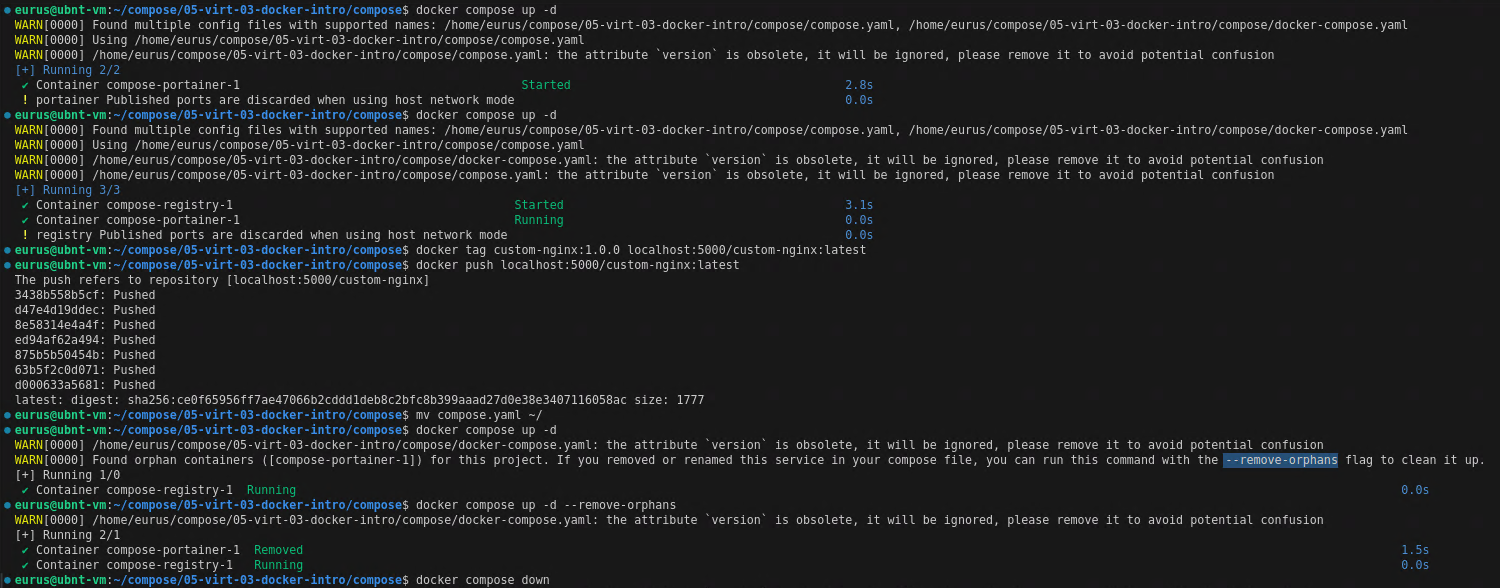 eurus@ubnt-vm:~/compose/05-virt-03-docker-intro/compose$ docker compose up -d
WARN[0000] Found multiple config files with supported names: /home/eurus/compose/05-virt-03-docker-intro/compose/compose.yaml, /home/eurus/compose/05-virt-03-docker-intro/compose/docker-compose.yaml
WARN[0000] Using /home/eurus/compose/05-virt-03-docker-intro/compose/compose.yaml
WARN[0000] /home/eurus/compose/05-virt-03-docker-intro/compose/compose.yaml: the attribute `version` is obsolete, it will be ignored, please remove it to avoid potential confusion
[+] Running 2/2
✔ Container compose-portainer-1 Started 2.8s
! portainer Published ports are discarded when using host network mode 0.0s
eurus@ubnt-vm:~/compose/05-virt-03-docker-intro/compose$ docker compose up -d
WARN[0000] Found multiple config files with supported names: /home/eurus/compose/05-virt-03-docker-intro/compose/compose.yaml, /home/eurus/compose/05-virt-03-docker-intro/compose/docker-compose.yaml
WARN[0000] Using /home/eurus/compose/05-virt-03-docker-intro/compose/compose.yaml
WARN[0000] /home/eurus/compose/05-virt-03-docker-intro/compose/docker-compose.yaml: the attribute `version` is obsolete, it will be ignored, please remove it to avoid potential confusion
WARN[0000] /home/eurus/compose/05-virt-03-docker-intro/compose/compose.yaml: the attribute `version` is obsolete, it will be ignored, please remove it to avoid potential confusion
[+] Running 3/3
✔ Container compose-registry-1 Started 3.1s
✔ Container compose-portainer-1 Running 0.0s
! registry Published ports are discarded when using host network mode 0.0s
eurus@ubnt-vm:~/compose/05-virt-03-docker-intro/compose$ docker tag custom-nginx:1.0.0 localhost:5000/custom-nginx:latest
eurus@ubnt-vm:~/compose/05-virt-03-docker-intro/compose$ docker push localhost:5000/custom-nginx:latest
The push refers to repository [localhost:5000/custom-nginx]
3438b558b5cf: Pushed
d47e4d19ddec: Pushed
8e58314e4a4f: Pushed
ed94af62a494: Pushed
875b5b50454b: Pushed
63b5f2c0d071: Pushed
d000633a5681: Pushed
latest: digest: sha256:ce0f65956ff7ae47066b2cddd1deb8c2bfc8b399aaad27d0e38e3407116058ac size: 1777
eurus@ubnt-vm:~/compose/05-virt-03-docker-intro/compose$ mv compose.yaml ~/
eurus@ubnt-vm:~/compose/05-virt-03-docker-intro/compose$ docker compose up -d
WARN[0000] /home/eurus/compose/05-virt-03-docker-intro/compose/docker-compose.yaml: the attribute `version` is obsolete, it will be ignored, please remove it to avoid potential confusion
WARN[0000] Found orphan containers ([compose-portainer-1]) for this project. If you removed or renamed this service in your compose file, you can run this command with the --remove-orphans flag to clean it up.
[+] Running 1/0
✔ Container compose-registry-1 Running 0.0s
eurus@ubnt-vm:~/compose/05-virt-03-docker-intro/compose$ docker compose up -d --remove-orphans
WARN[0000] /home/eurus/compose/05-virt-03-docker-intro/compose/docker-compose.yaml: the attribute `version` is obsolete, it will be ignored, please remove it to avoid potential confusion
[+] Running 2/1
✔ Container compose-portainer-1 Removed 1.5s
✔ Container compose-registry-1 Running 0.0s
eurus@ubnt-vm:~/compose/05-virt-03-docker-intro/compose$ docker compose down